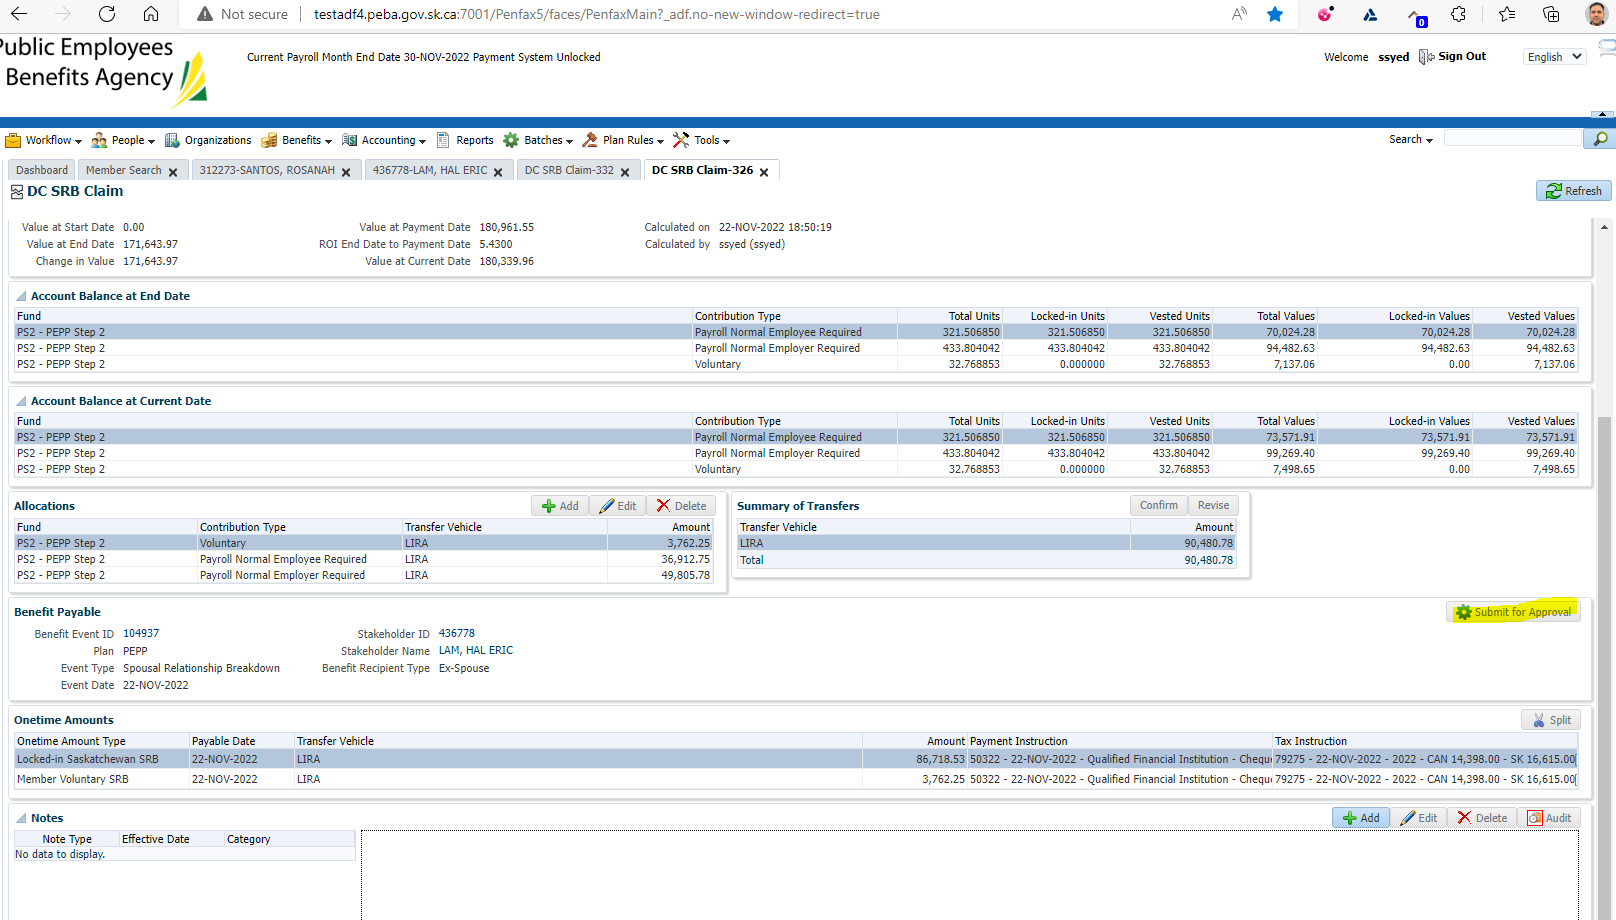 Not secure testadf4.peba.gov.sk.ca:7001/Penfax5/faces/PenfaxMain?_adf.no-new-window-redirect=true
0
Public Employees
Benefits Agency
Current Payroll Month End Date 30-NOV-2022 Payment System Unlocked
Welcome ssyed Sign Out English
Workflow People Organizations Benefits Accounting Reports Batches Plan Rules Tools Search
Dashboard Member Search 312273-SANTOS, ROSANAH 436778-LAM, HAL ERIC DC SRB Claim-332 DC SRB Claim-326
DC SRB Claim Refresh
Value at Start Date 0.00 Value at Payment Date 180,961.55 Calculated on 22-NOV-2022 18:50:19
Value at End Date 171,643.97 ROI End Date to Payment Date 5.4300 Calculated by ssyed (ssyed)
Change in Value 171,643.97 Value at Current Date 180,339.96
Account Balance at End Date
Fund Contribution Type Total Units Locked-in Units Vested Units Total Values Locked-in Values Vested Values
PS2 - PEPP Step 2 Payroll Normal Employee Required 321.506850 321.506850 321.506850 70,024.28 70,024.28 70,024.28
PS2 - PEPP Step 2 Payroll Normal Employer Required 433.804042 433.804042 433.804042 94,482.63 94,482.63 94,482.63
PS2 - PEPP Step 2 Voluntary 32.768853 0.000000 32.768853 7,137.06 0.00 7,137.06
Account Balance at Current Date
Fund Contribution Type Total Units Locked-in Units Vested Units Total Values Locked-in Values Vested Values
PS2 - PEPP Step 2 Payroll Normal Employee Required 321.506850 321.506850 321.506850 73,571.91 73,571.91 73,571.91
PS2 - PEPP Step 2 Payroll Normal Employer Required 433.804042 433.804042 433.804042 99,269.40 99,269.40 99,269.40
PS2 - PEPP Step 2 Voluntary 32.768853 0.000000 32.768853 7,498.65 0.00 7,498.65
Allocations Add Edit Delete
Fund Contribution Type Transfer Vehicle Amount
PS2 - PEPP Step 2 Voluntary LIRA 3,762.25
PS2 - PEPP Step 2 Payroll Normal Employee Required LIRA 36,912.75
PS2 - PEPP Step 2 Payroll Normal Employer Required LIRA 49,805.78
Summary of Transfers Confirm Revise
Transfer Vehicle Amount
LIRA 90,480.78
Total 90,480.78
Benefit Payable Submit for Approval
Benefit Event ID 104937 Stakeholder ID 436778
Plan PEPP Stakeholder Name LAM, HAL ERIC
Event Type Spousal Relationship Breakdown Benefit Recipient Type Ex-Spouse
Event Date 22-NOV-2022
Onetime Amounts Split
Onetime Amount Type Payable Date Transfer Vehicle Amount Payment Instruction Tax Instruction
Locked-in Saskatchewan SRB 22-NOV-2022 LIRA 86,718.53 50322 - 22-NOV-2022 - Qualified Financial Institution - Cheque 79275 - 22-NOV-2022 - 2022 - CAN 14,398.00 - SK 16,615.00
Member Voluntary SRB 22-NOV-2022 LIRA 3,762.25 50322 - 22-NOV-2022 - Qualified Financial Institution - Cheque 79275 - 22-NOV-2022 - 2022 - CAN 14,398.00 - SK 16,615.00
Notes Add Edit Delete Audit
Note Type Effective Date Category
No data to display.